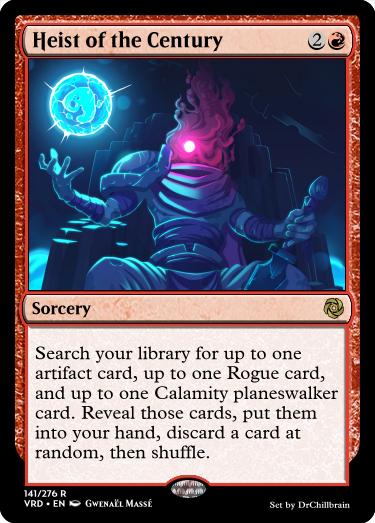 Heist of the Century 2
Sorcery
Search your library for up to one
artifact card, up to one Rogue card,
and up to one Calamity planeswalker
card. Reveal those cards, put them
into your hand, discard a card at
random, then shuffle.
141/276 R
VRD • EN Gwenaël Massé
Set by DrChillbrain